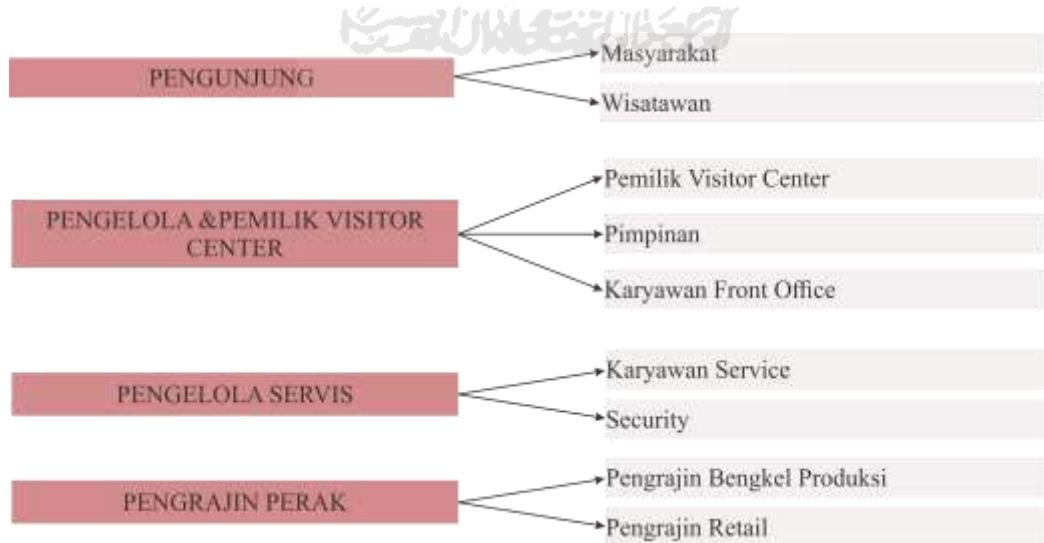 PENGUNJUNG
Masyarakat
Wisatawan
PENGELOLA &PEMILIK VISITOR
CENTER
Pemilik Visitor Center
Pimpinan
Karyawan Front Office
PENGELOLA SERVIS
Karyawan Service
Security
PENGRAJIN PERAK
Pengrajin Bengkel Produksi
Pengrajin Retail